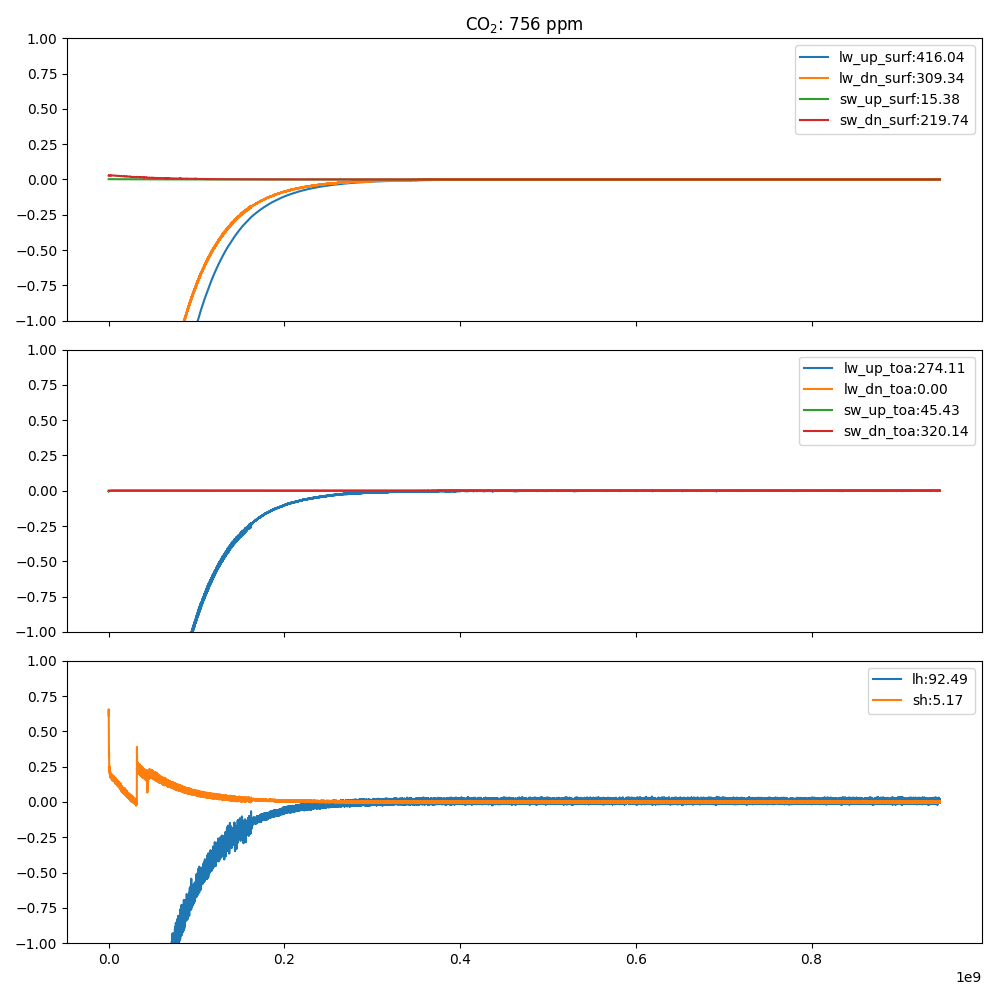 CO₂: 756 ppm
1.00
0.75
0.50
0.25
0.00
−0.25
−0.50
−0.75
−1.00
lw_up_surf:416.04
lw_dn_surf:309.34
sw_up_surf:15.38
sw_dn_surf:219.74
1.00
0.75
0.50
0.25
0.00
−0.25
−0.50
−0.75
−1.00
lw_up_toa:274.11
lw_dn_toa:0.00
sw_up_toa:45.43
sw_dn_toa:320.14
1.00
0.75
0.50
0.25
0.00
−0.25
−0.50
−0.75
−1.00
lh:92.49
sh:5.17
0.0 0.2 0.4 0.6 0.8
1e9